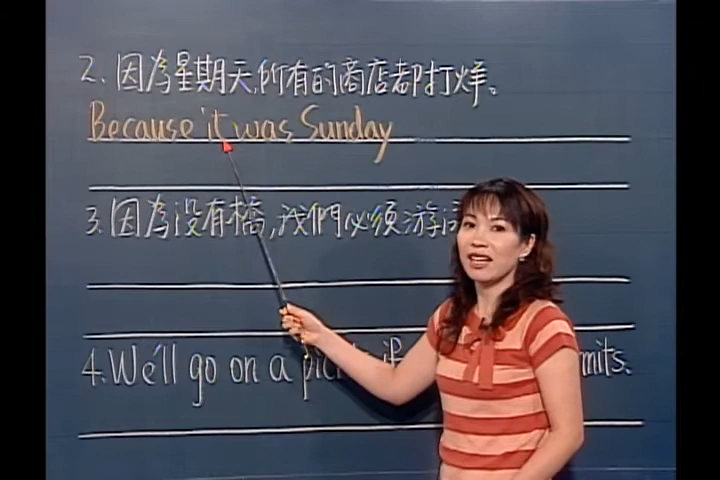 2、因為星期天,所有的商店都打烊。
Because it was Sunday
3、因為沒有橋,我們必須游
4、We'll go on a if mits.